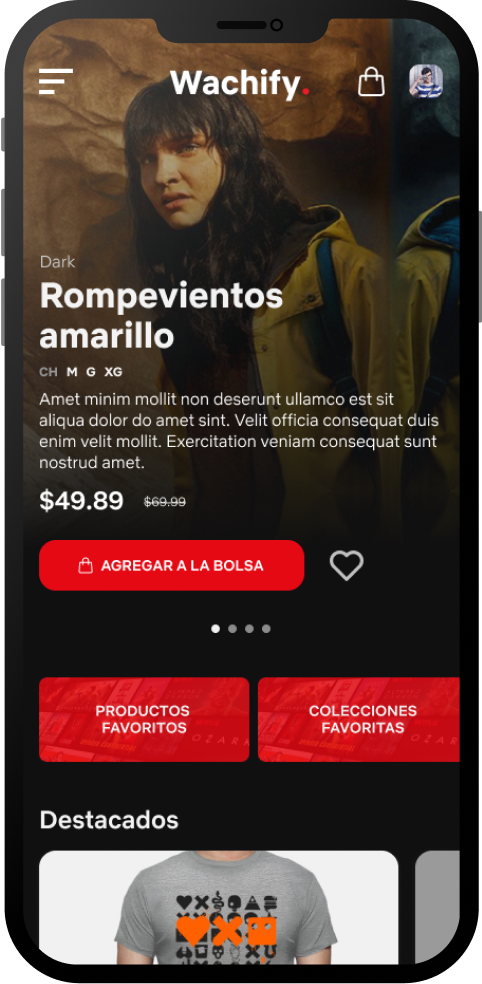 Wachify.
Dark
Rompevientos
amarillo
CH M G XG
Amet minim mollit non deserunt ullamco est sit
aliqua dolor do amet sint. Velit officia consequat duis
enim velit mollit. Exercitation veniam consequat sunt
nostrud amet.
$49.89 $69.99
AGREGAR A LA BOLSA
PRODUCTOS
FAVORITOS
COLECCIONES
FAVORITAS
OZARK
Destacados